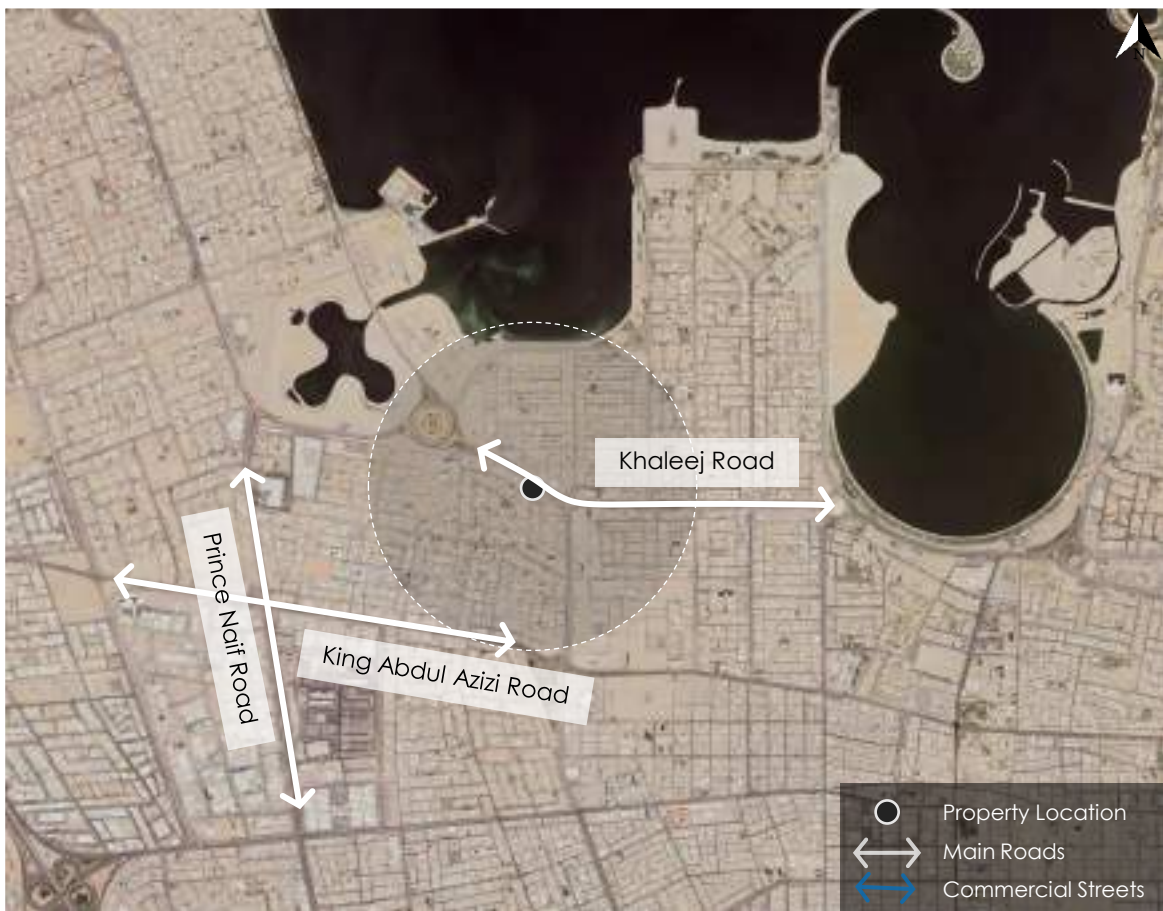 N
Khaleej Road
Prince Naif Road
King Abdul Azizi Road
Property Location
Main Roads
Commercial Streets